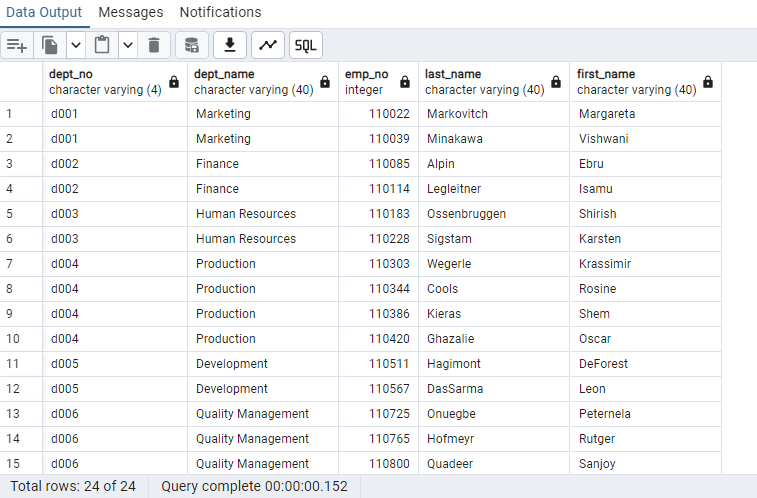 Data Output Messages Notifications
SQL
dept_no dept_name emp_no last_name first_name
character varying (4) character varying (40) integer character varying (40) character varying (40)
1 d001 Marketing 110022 Markovitch Margareta
2 d001 Marketing 110039 Minakawa Vishwani
3 d002 Finance 110085 Alpin Ebru
4 d002 Finance 110114 Legleitner Isamu
5 d003 Human Resources 110183 Ossenbruggen Shirish
6 d003 Human Resources 110228 Sigstam Karsten
7 d004 Production 110303 Wegerle Krassimir
8 d004 Production 110344 Cools Rosine
9 d004 Production 110386 Kieras Shem
10 d004 Production 110420 Ghazalie Oscar
11 d005 Development 110511 Hagimont DeForest
12 d005 Development 110567 DasSarma Leon
13 d006 Quality Management 110725 Onuegbe Peternela
14 d006 Quality Management 110765 Hofmeyr Rutger
15 d006 Quality Management 110800 Quadeer Sanjoy
Total rows: 24 of 24 Query complete 00:00:00.152